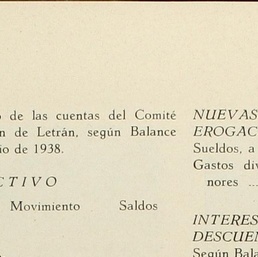 o de las cuentas del Comité
n de Letrán, según Balance
io de 1938.
CTIVO
Movimiento Saldos
NUEVAS
EROGAC
Sueldos, a
Gastos div
nores ...
INTERES
DESCUEN
Según Bala